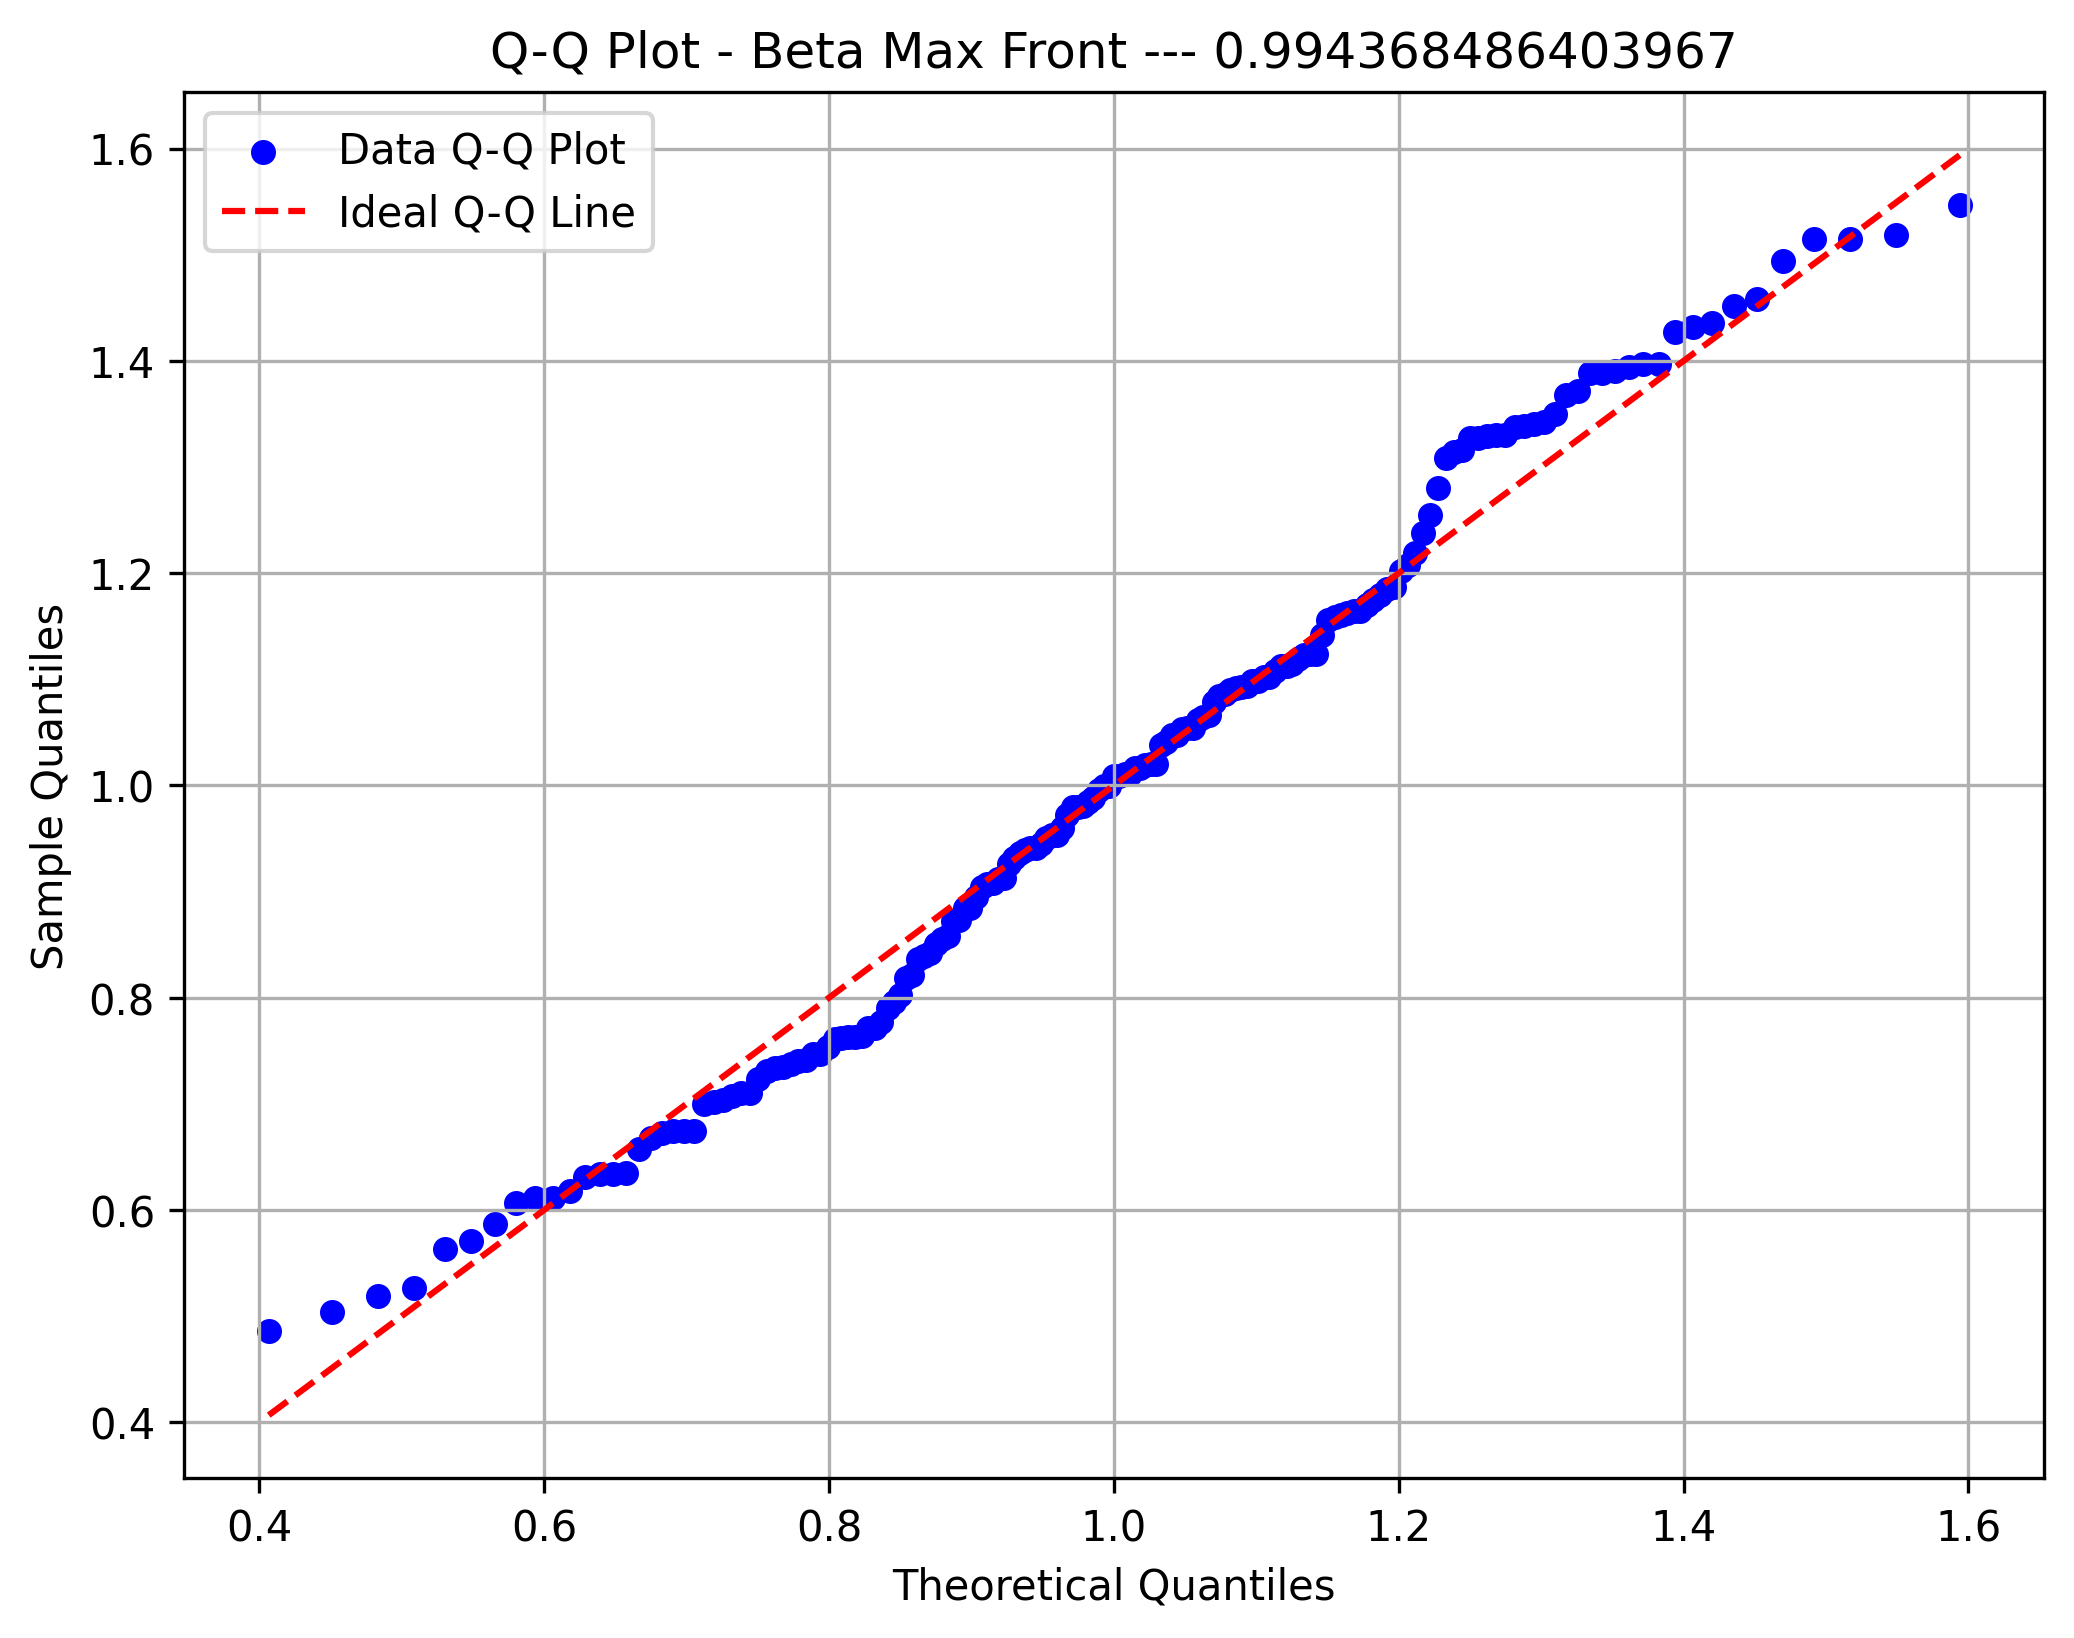 Q-Q Plot - Beta Max Front --- 0.994368486403967
Data Q-Q Plot
Ideal Q-Q Line
1.6
1.4
1.2
1.0
0.8
0.6
0.4
Sample Quantiles
0.4 0.6 0.8 1.0 1.2 1.4 1.6
Theoretical Quantiles